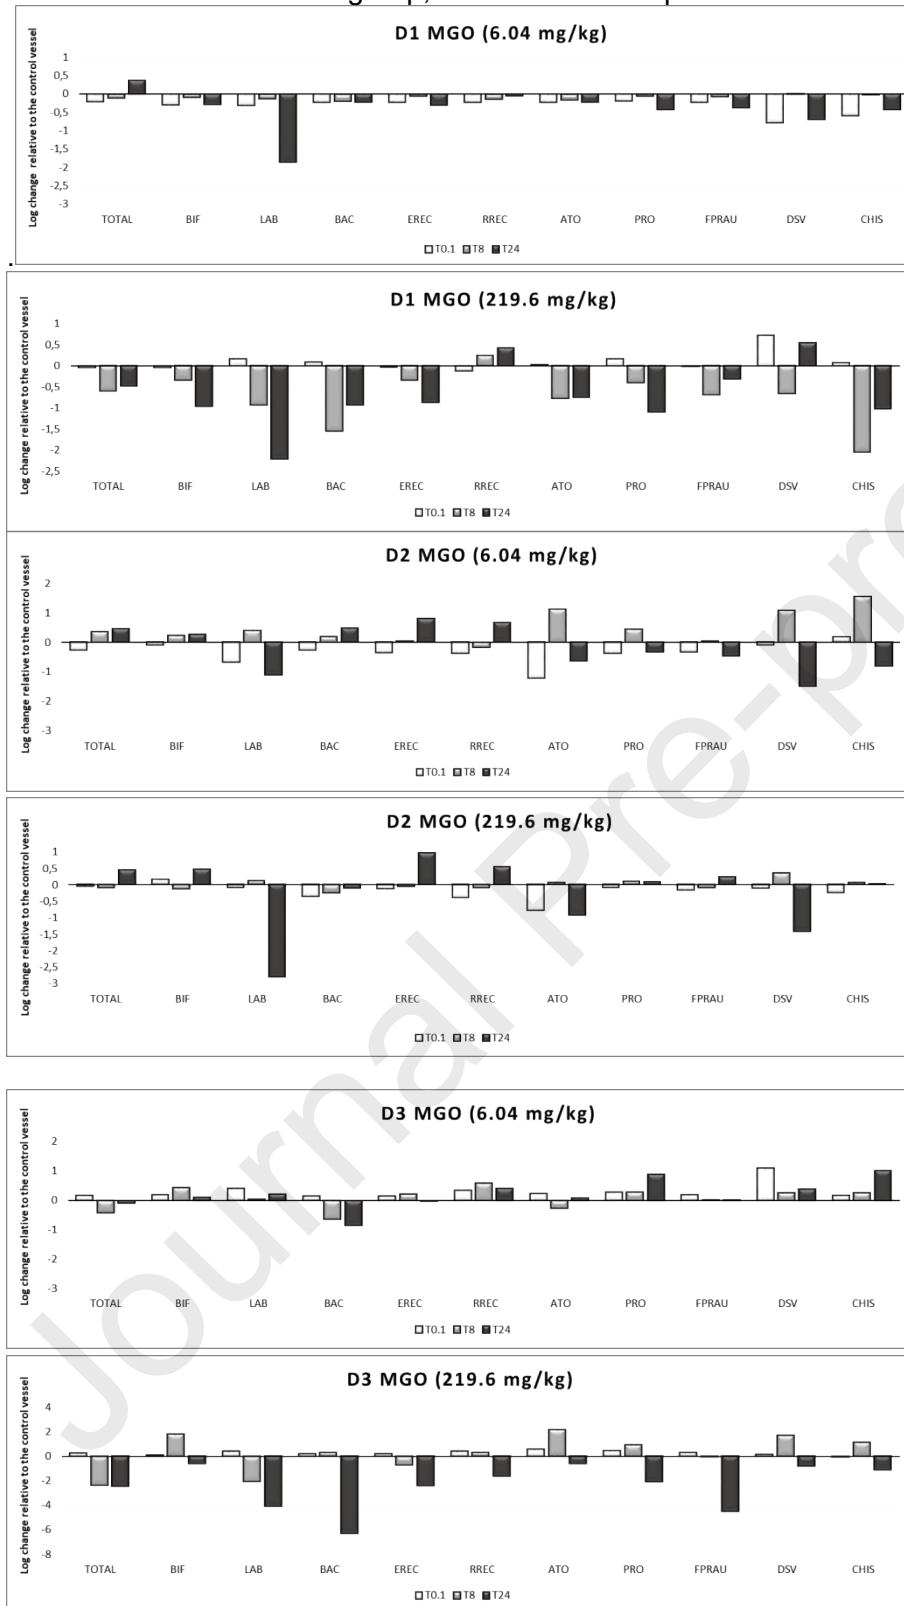 D1 MGO (6.04 mg/kg)
Log change relative to the control vessel
1
0,5
0
-0,5
-1
-1,5
-2
-2,5
-3
TOTAL BIF LAB BAC EREC RREC ATO PRO FPRAU DSV CHIS
T0.1 T8 T24
D1 MGO (219.6 mg/kg)
Log change relative to the control vessel
1
0,5
0
-0,5
-1
-1,5
-2
-2,5
TOTAL BIF LAB BAC EREC RREC ATO PRO FPRAU DSV CHIS
T0.1 T8 T24
D2 MGO (6.04 mg/kg)
Log change relative to the control vessel
2
1
0
-1
-2
-3
TOTAL BIF LAB BAC EREC RREC ATO PRO FPRAU DSV CHIS
T0.1 T8 T24
D2 MGO (219.6 mg/kg)
Log change relative to the control vessel
1
0,5
0
-0,5
-1
-1,5
-2
-2,5
-3
TOTAL BIF LAB BAC EREC RREC ATO PRO FPRAU DSV CHIS
T0.1 T8 T24
D3 MGO (6.04 mg/kg)
Log change relative to the control vessel
2
1
0
-1
-2
-3
TOTAL BIF LAB BAC EREC RREC ATO PRO FPRAU DSV CHIS
T0.1 T8 T24
D3 MGO (219.6 mg/kg)
Log change relative to the control vessel
4
2
0
-2
-4
-6
-8
TOTAL BIF LAB BAC EREC RREC ATO PRO FPRAU DSV CHIS
T0.1 T8 T24
Journal Pre-pr